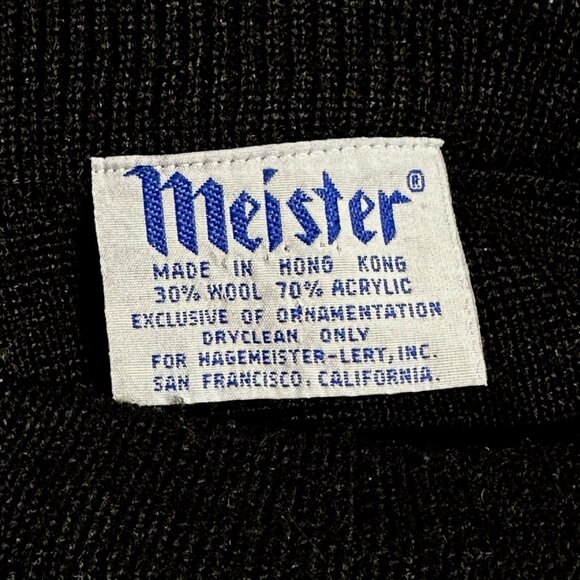 Meister®
MADE IN HONG KONG
30% WOOL 70% ACRYLIC
EXCLUSIVE OF ORNAMENTATION
DRYCLEAN ONLY
FOR HAGEMEISTER-LERT, INC.
SAN FRANCISCO, CALIFORNIA.